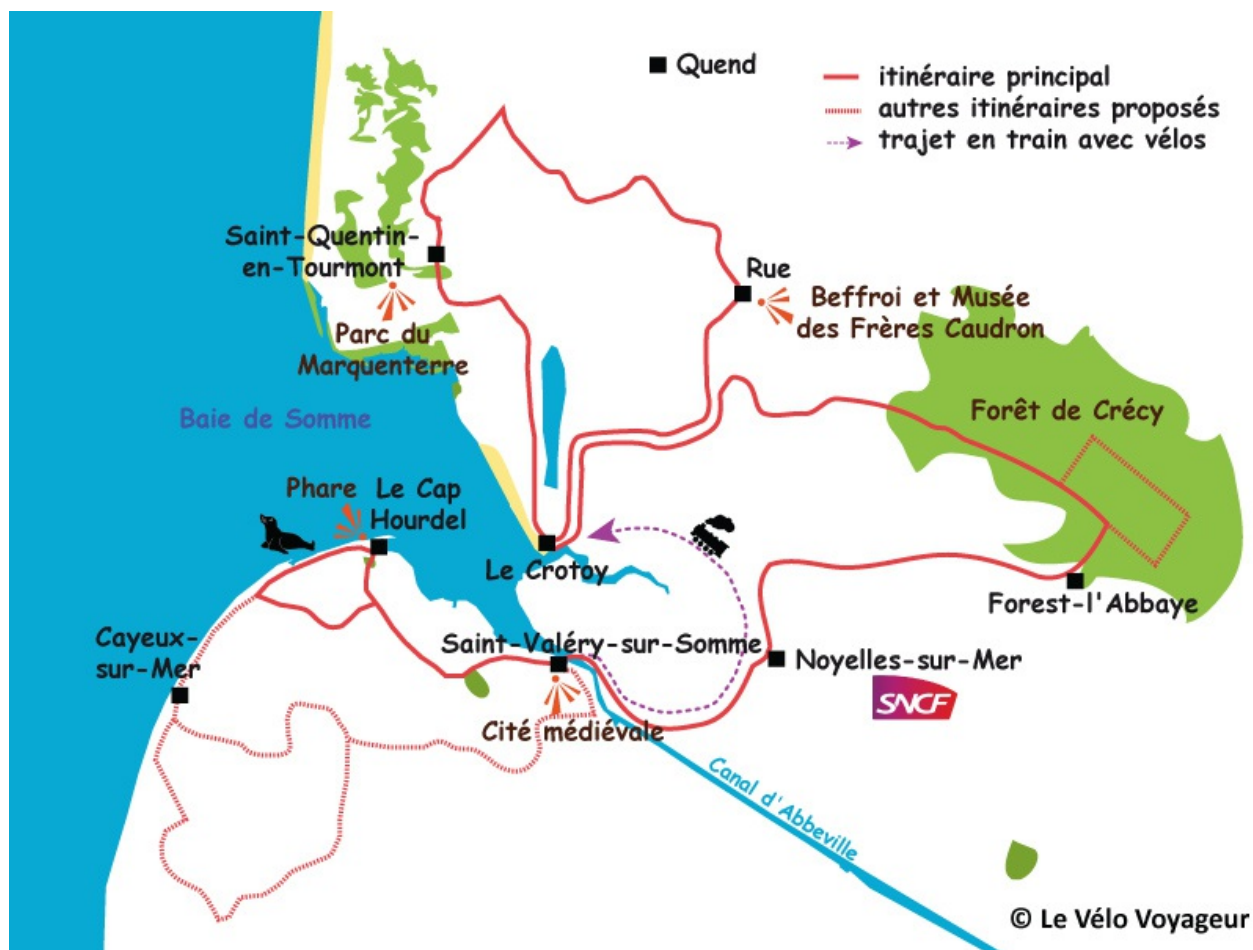 Quend
itinéraire principal
autres itinéraires proposés
trajet en train avec vélos
Saint-Quentin-
en-Tourmont
Parc du
Marquenterre
Rue
Beffroi et Musée
des Frères Caudron
Forêt de Crécy
Baie de Somme
Phare
Le Cap
Hourdel
Le Crotoy
Forest-l'Abbaye
Cayeux-
sur-Mer
Saint-Valéry-sur-Somme
Noyelles-sur-Mer
SNCF
Cité médiévale
Canal d'Abbeville
© Le Vélo Voyageur